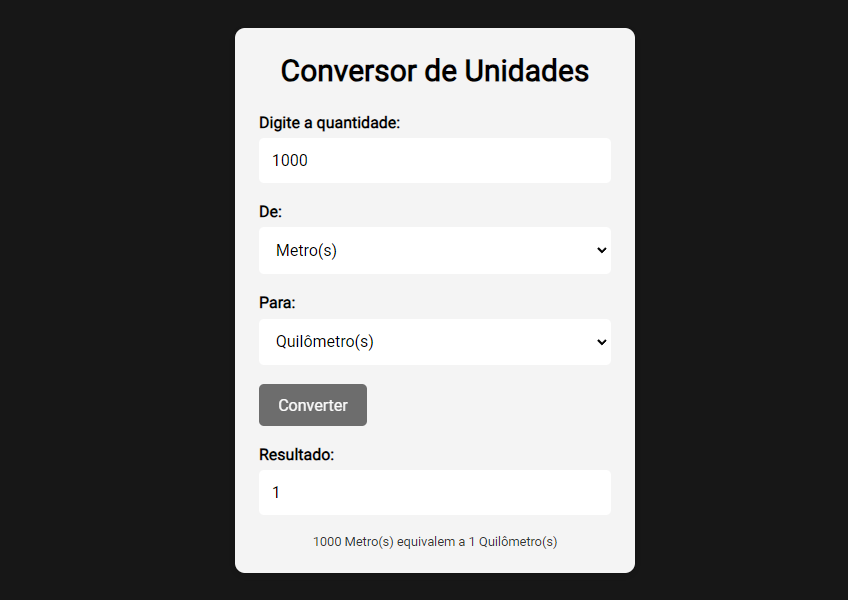 Conversor de Unidades
Digite a quantidade:
1000
De:
Metro(s)
Para:
Quilômetro(s)
Converter
Resultado:
1
1000 Metro(s) equivalem a 1 Quilômetro(s)